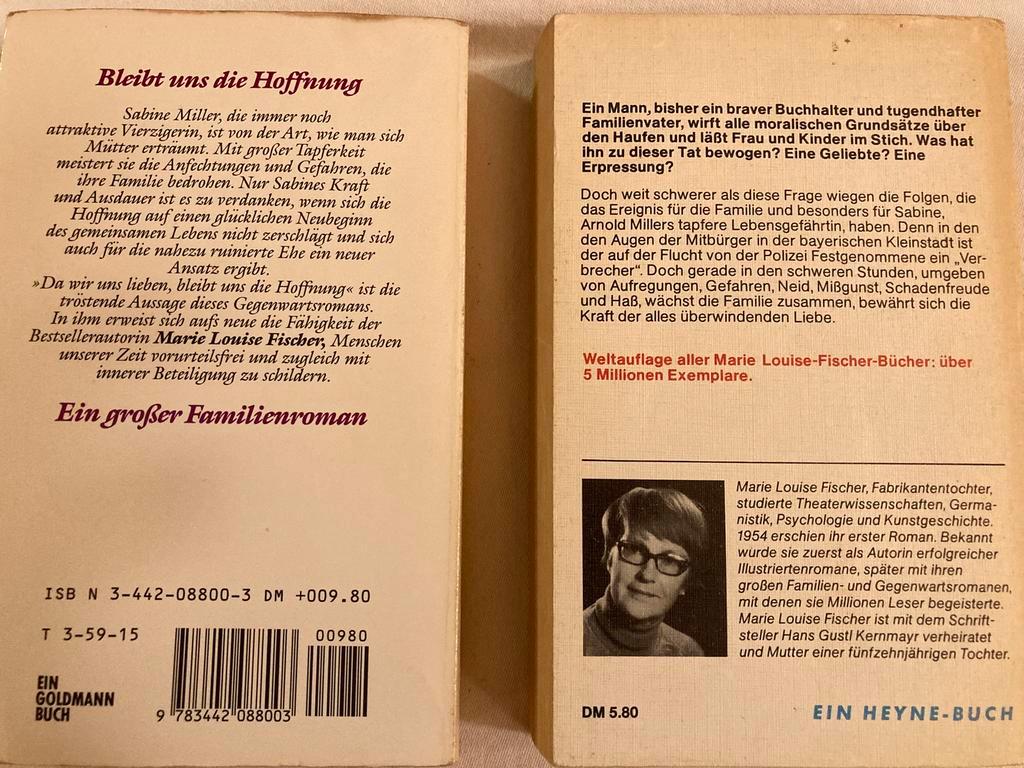 Bleibt uns die Hoffnung
Sabine Miller, die immer noch
attraktive Vierzigerin, ist von der Art, wie man sich
Mütter erträumt. Mit großer Tapferkeit
meistert sie die Anfechtungen und Gefahren, die
ihre Familie bedrohen. Nur Sabines Kraft
und Ausdauer ist es zu verdanken, wenn sich die
Hoffnung auf einen glücklichen Neubeginn
des gemeinsamen Lebens nicht zerschlägt und sich
auch für die nahezu ruinierte Ehe ein neuer
Ansatz ergibt.
»Da wir uns lieben, bleibt uns die Hoffnung« ist die
tröstende Aussage dieses Gegenwartsromans.
In ihm erweist sich aufs neue die Fähigkeit der
Bestsellerautorin Marie Louise Fischer, Menschen
unserer Zeit vorurteilsfrei und zugleich mit
innerer Beteiligung zu schildern.
Ein großer Familienroman
ISB N 3-442-08800-3 DM +009.80
T 3-59-15
00980
EIN
GOLDMANN
BUCH
9 783442 088003
Ein Mann, bisher ein braver Buchhalter und tugendhafter
Familienvater, wirft alle moralischen Grundsätze über
den Haufen und läßt Frau und Kinder im Stich. Was hat
ihn zu dieser Tat bewogen? Eine Geliebte? Eine
Erpressung?
Doch weit schwerer als diese Frage wiegen die Folgen, die
das Ereignis für die Familie und besonders für Sabine,
Arnold Millers tapfere Lebensgefährtin, haben. Denn in den
den Augen der Mitbürger in der bayerischen Kleinstadt ist
der auf der Flucht von der Polizei Festgenommene ein „Ver-
brecher“. Doch gerade in den schweren Stunden, umgeben
von Aufregungen, Gefahren, Neid, Mißgunst, Schadenfreude
und Haß, wächst die Familie zusammen, bewährt sich die
Kraft der alles überwindenden Liebe.
Weltauflage aller Marie Louise-Fischer-Bücher: über
5 Millionen Exemplare.
Marie Louise Fischer, Fabrikantentochter,
studierte Theaterwissenschaften, Germa-
nistik, Psychologie und Kunstgeschichte.
1954 erschien ihr erster Roman. Bekannt
wurde sie zuerst als Autorin erfolgreicher
Illustriertenromane, später mit ihren
großen Familien- und Gegenwartsromanen,
mit denen sie Millionen Leser begeisterte.
Marie Louise Fischer ist mit dem Schrift-
steller Hans Gustl Kernmayr verheiratet
und Mutter einer fünfzehnjährigen Tochter.
DM 5.80
EIN HEYNE-BUCH